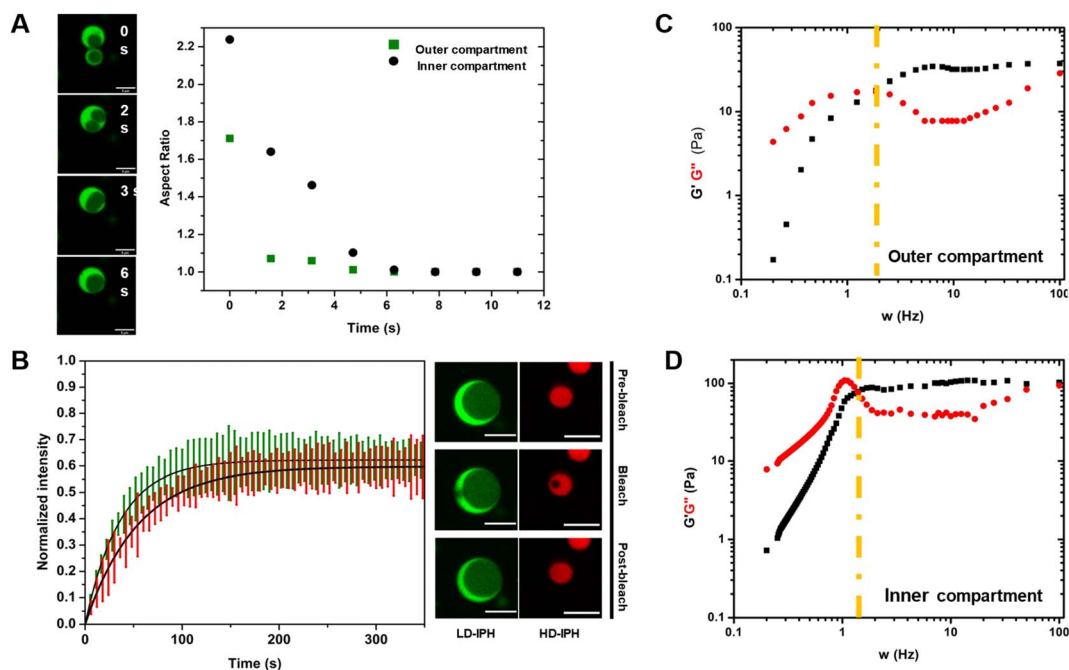 A
0
s
2
s
3 s
6
s
Aspect Ratio
2.2
2.0
1.8
1.6
1.4
1.2
1.0
Outer compartment
Inner compartment
0 2 4 6 8 10 12
Time (s)
B
Normalized intensity
1.0
0.9
0.8
0.7
0.6
0.5
0.4
0.3
0.2
0.1
0.0
0 100 200 300
Time (s)
Pre-bleach
Bleach
Post-bleach
LD-IPH HD-IPH
C
G' G" (Pa)
100
10
1
0.1
Outer compartment
0.1 1 10 100
w (Hz)
D
G'G" (Pa)
100
10
1
0.1
Inner compartment
0.1 1 10 100
w (Hz)